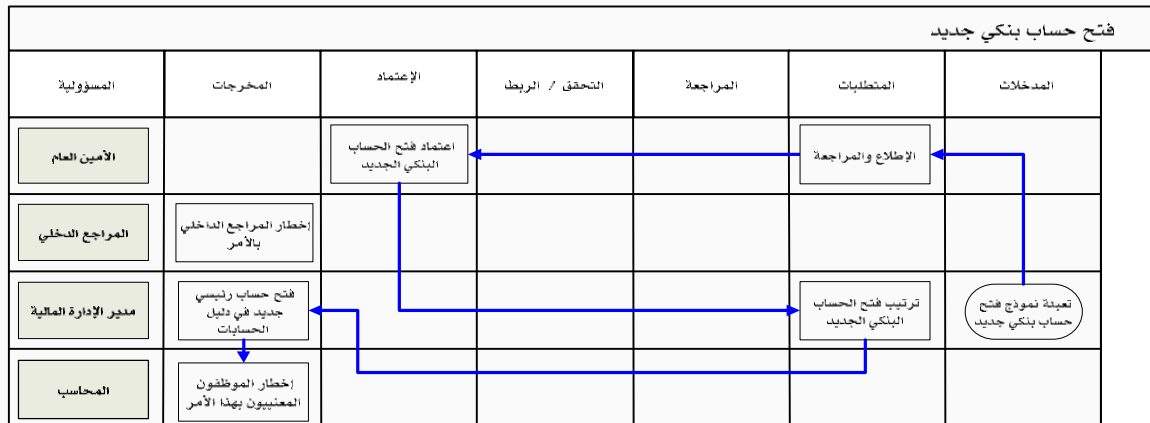 فتح حساب بنكي جديد
المدخلات
المتطلبات
المراجعة
التحقق / الربط
الإعتماد
المخرجات
المسؤولية
الإطلاع والمراجعة
اعتماد فتح الحساب
البنكي الجديد
الأمين العام
إخطار المراجع الداخلي
بالأمر
المراجع الدخلي
تعبئة نموذج فتح
حساب بنكي جديد
ترتيب فتح الحساب
البنكي الجديد
فتح حساب رئيسي
جديد في دليل
الحسابات
مدير الإدارة المالية
إخطار الموظفون
المعنييون بهذا الأمر
المحاسب